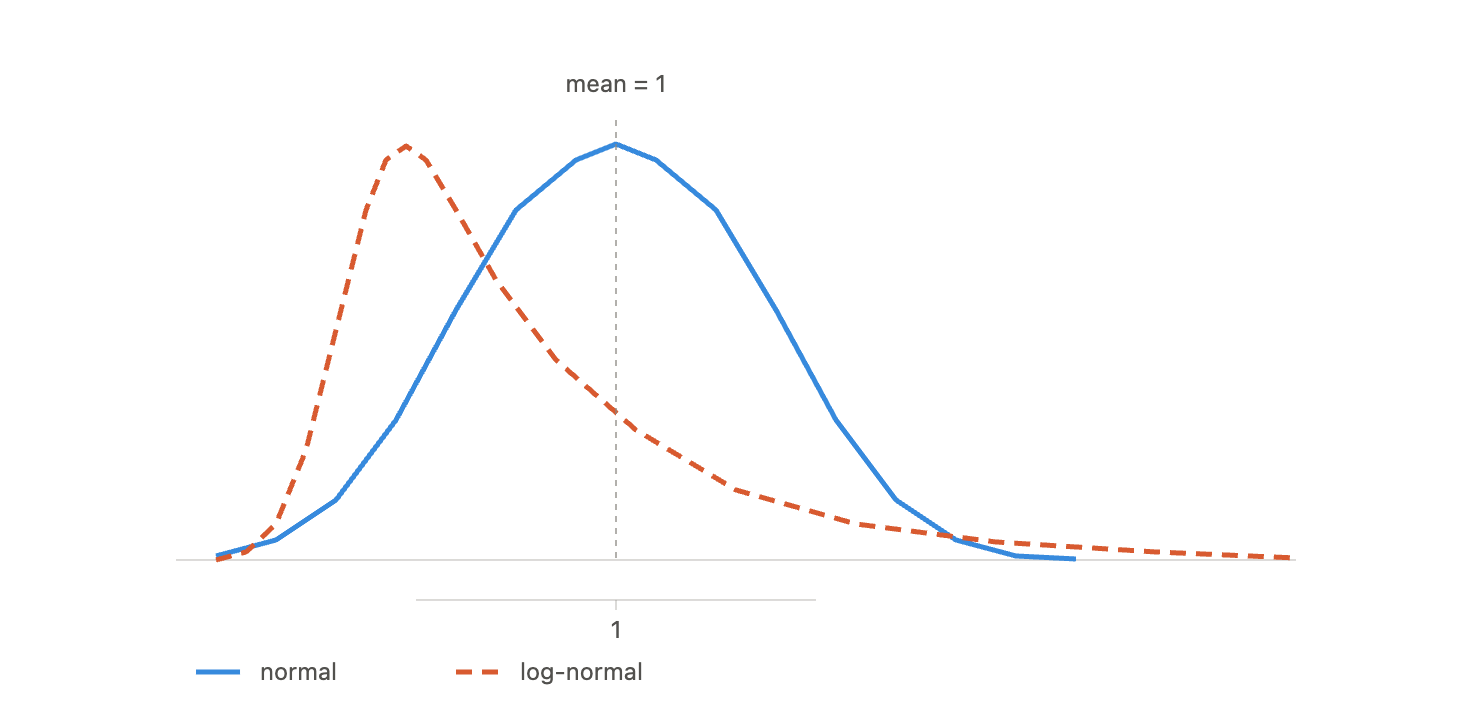 mean = 1
1
normal
log-normal